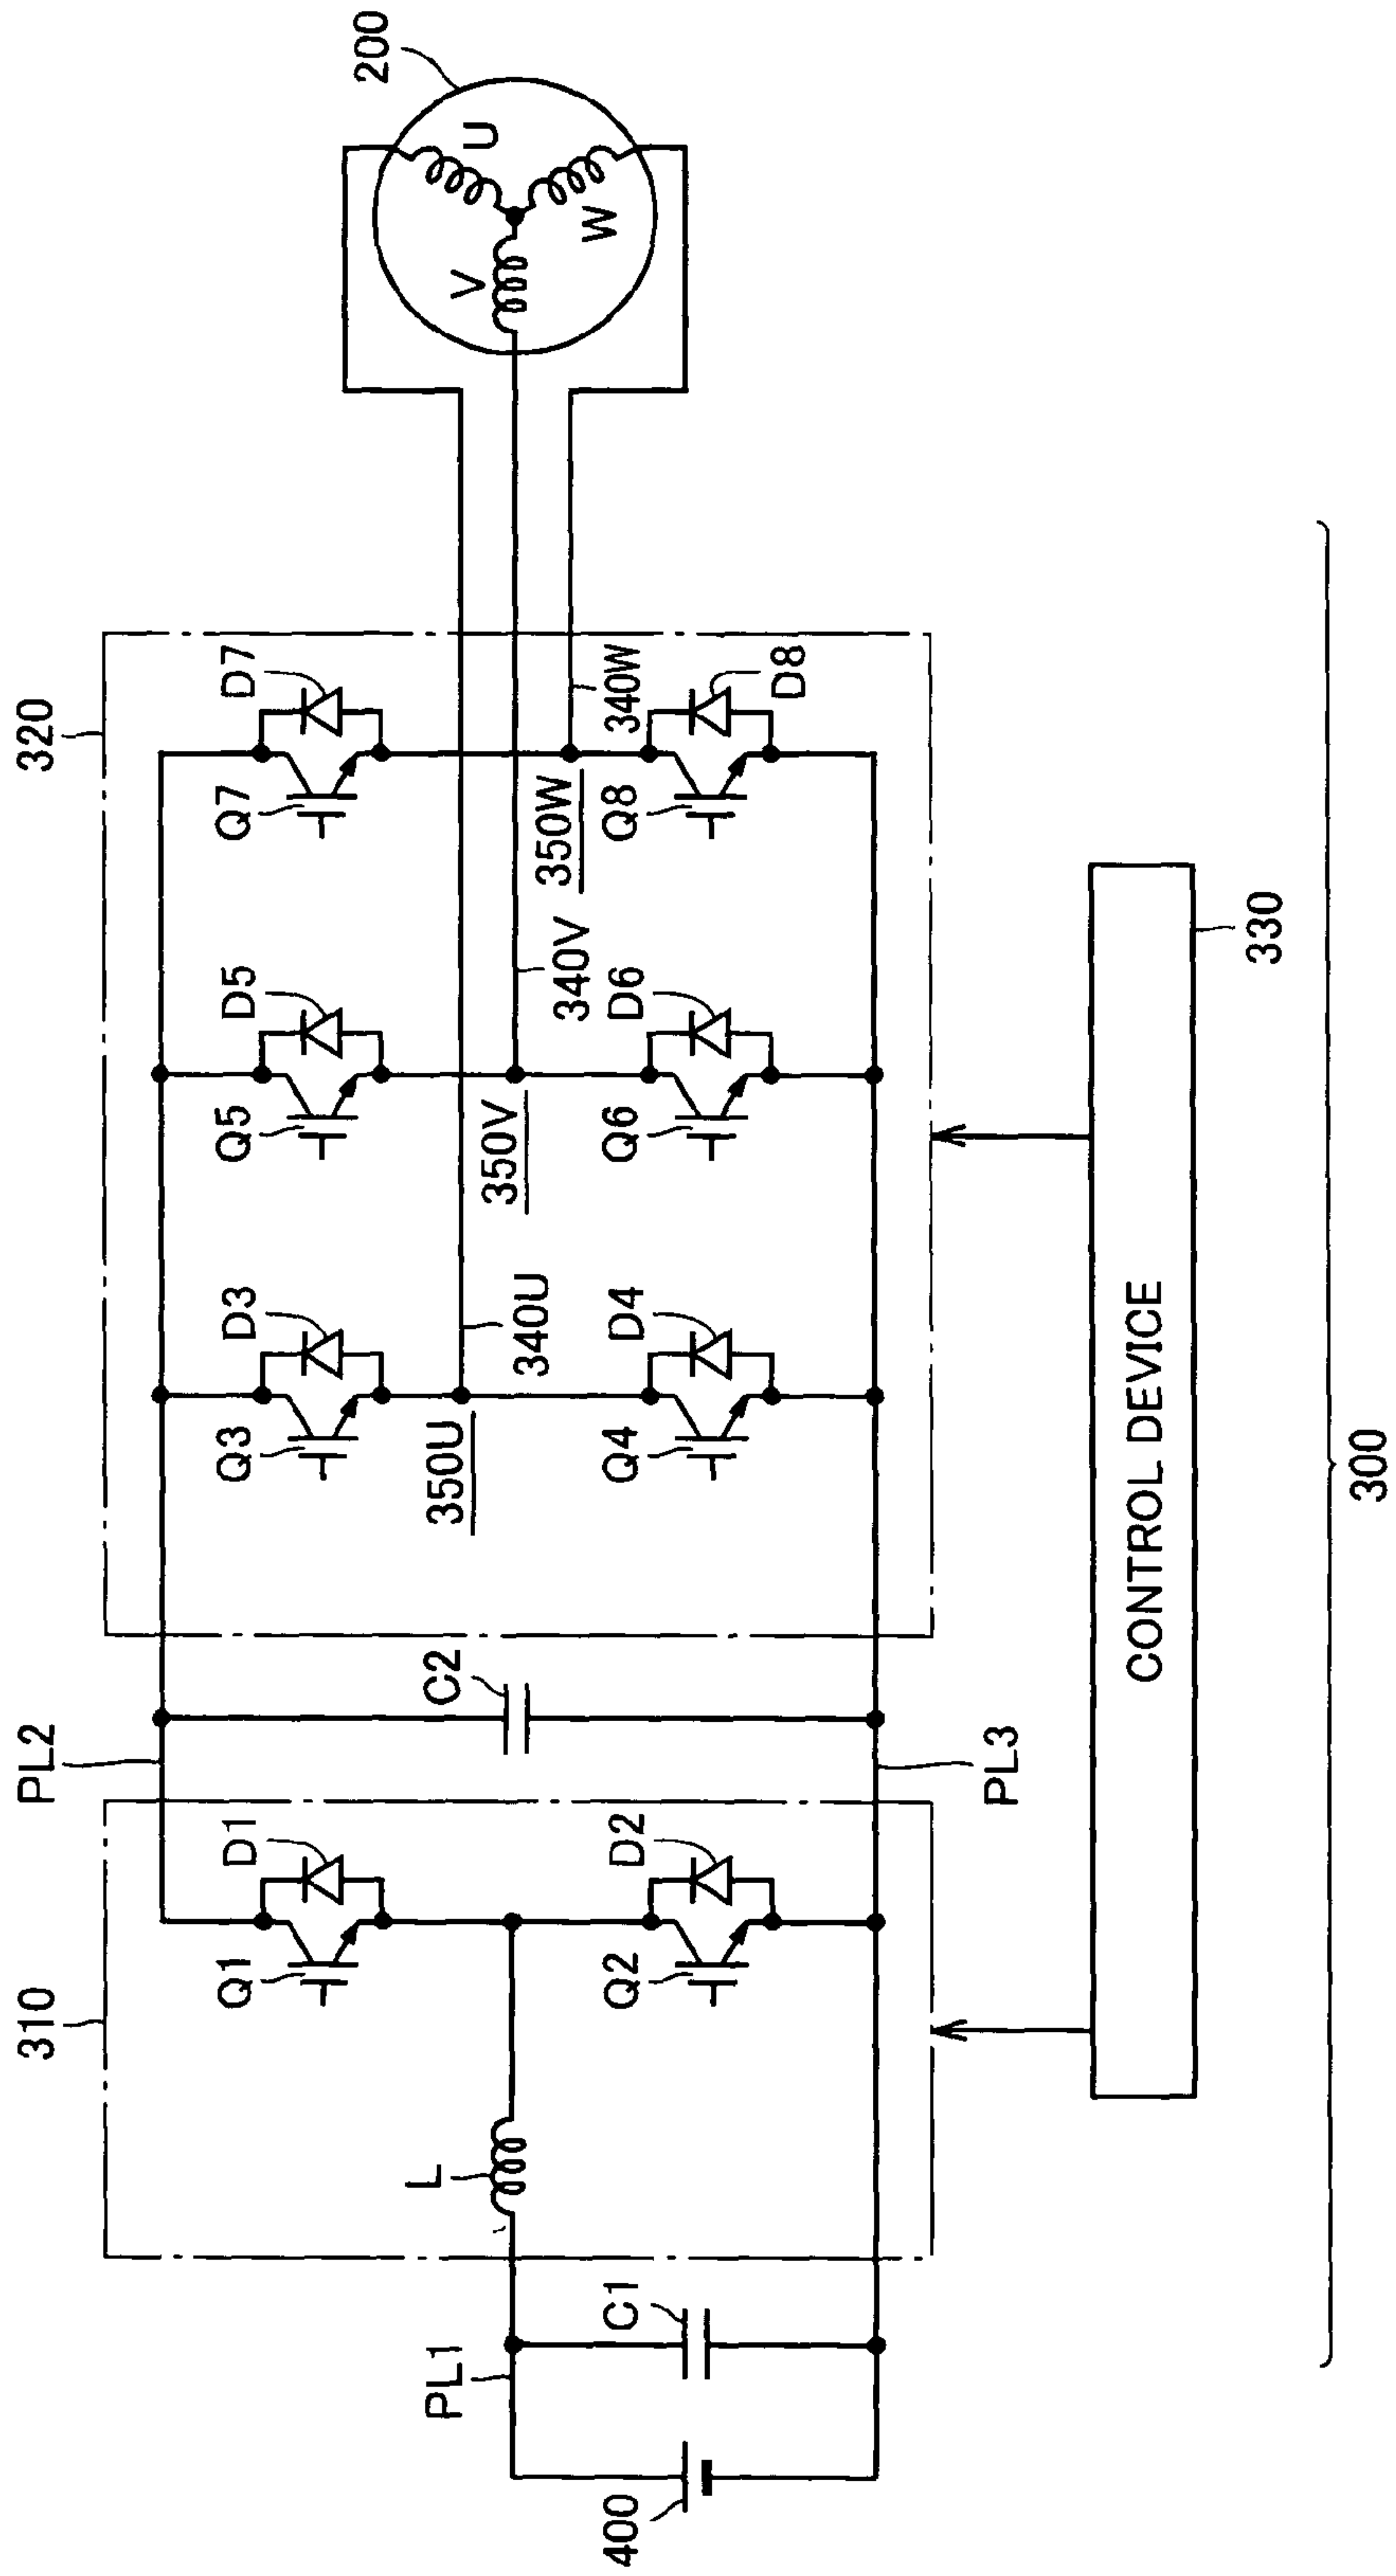 310
PL2
320
Q1
D1
Q3
D3
Q5
D5
Q7
D7
200
U
V
W
L
C2
350U
340U
350V
340V
350W
340W
PL1
C1
400
Q2
D2
Q4
D4
Q6
D6
Q8
D8
PL3
CONTROL DEVICE
330
300